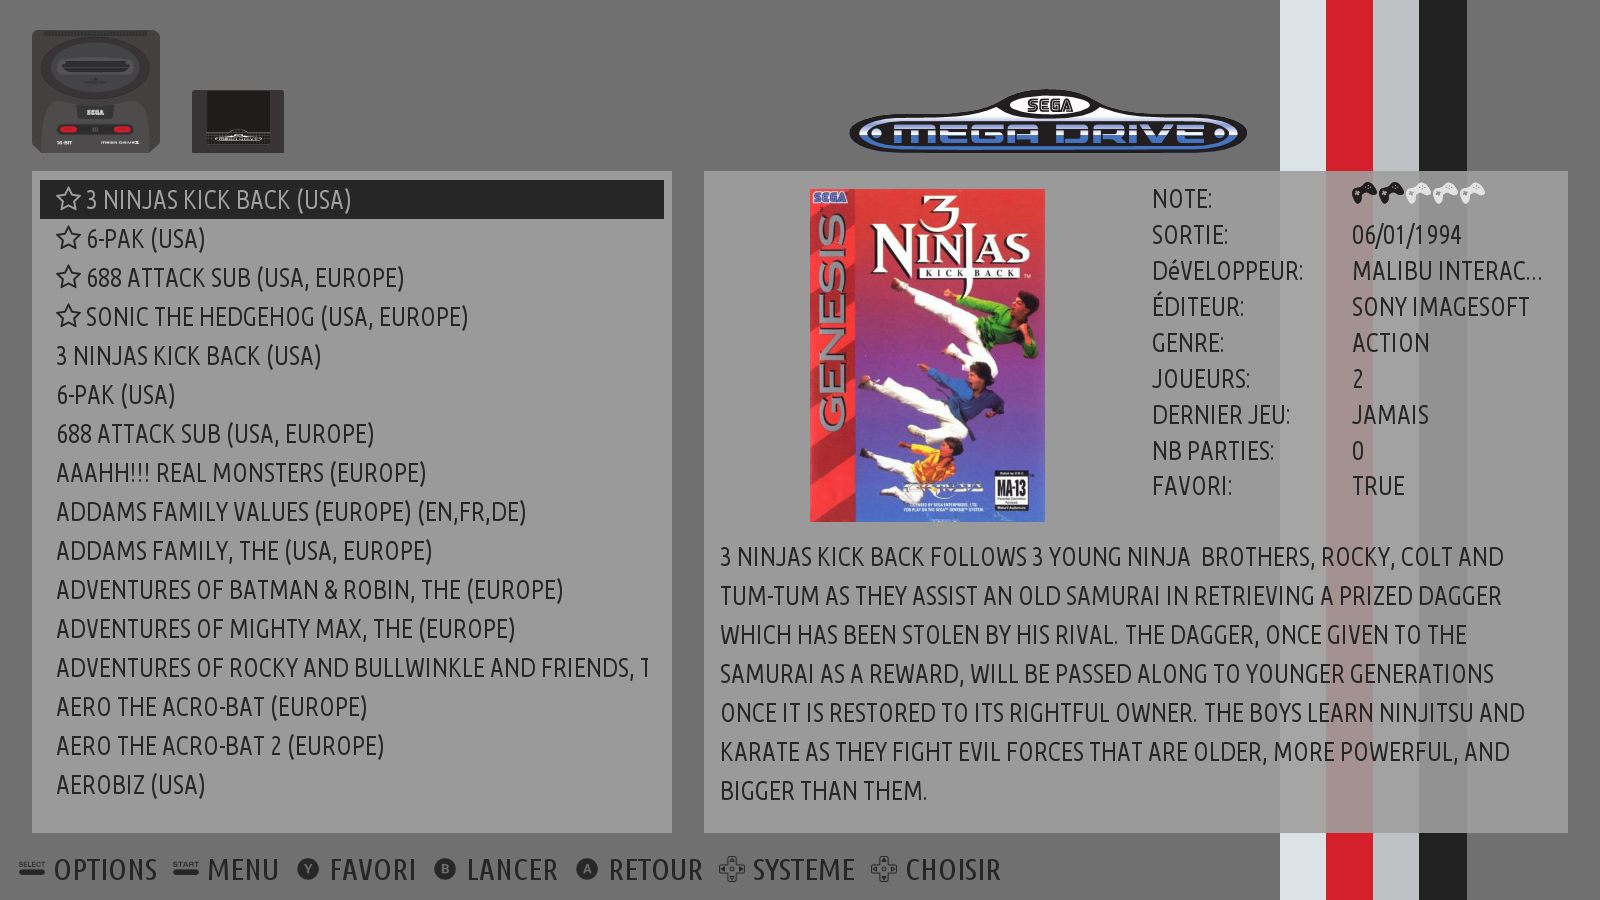 SEGA
16-BIT
MEGA DRIVE
SEGA
MEGA DRIVE
☆ 3 NINJAS KICK BACK (USA)
☆ 6-PAK (USA)
☆ 688 ATTACK SUB (USA, EUROPE)
☆ SONIC THE HEDGEHOG (USA, EUROPE)
3 NINJAS KICK BACK (USA)
6-PAK (USA)
688 ATTACK SUB (USA, EUROPE)
AAAHH!!! REAL MONSTERS (EUROPE)
ADDAMS FAMILY VALUES (EUROPE) (EN,FR,DE)
ADDAMS FAMILY, THE (USA, EUROPE)
ADVENTURES OF BATMAN & ROBIN, THE (EUROPE)
ADVENTURES OF MIGHTY MAX, THE (EUROPE)
ADVENTURES OF ROCKY AND BULLWINKLE AND FRIENDS, T
AERO THE ACRO-BAT (EUROPE)
AERO THE ACRO-BAT 2 (EUROPE)
AEROBIZ (USA)
SEGA
GENESIS
3
NINJAS
KICK BACK
TM
MA-13
NOTE:
SORTIE: 06/01/1994
DéVELOPPEUR: MALIBU INTERAC...
ÉDITEUR: SONY IMAGESOFT
GENRE: ACTION
JOUEURS: 2
DERNIER JEU: JAMAIS
NB PARTIES: 0
FAVORI: TRUE
3 NINJAS KICK BACK FOLLOWS 3 YOUNG NINJA  BROTHERS, ROCKY, COLT AND
TUM-TUM AS THEY ASSIST AN OLD SAMURAI IN RETRIEVING A PRIZED DAGGER
WHICH HAS BEEN STOLEN BY HIS RIVAL. THE DAGGER, ONCE GIVEN TO THE
SAMURAI AS A REWARD, WILL BE PASSED ALONG TO YOUNGER GENERATIONS
ONCE IT IS RESTORED TO ITS RIGHTFUL OWNER. THE BOYS LEARN NINJITSU AND
KARATE AS THEY FIGHT EVIL FORCES THAT ARE OLDER, MORE POWERFUL, AND
BIGGER THAN THEM.
SELECT OPTIONS START MENU Y FAVORI B LANCER A RETOUR SYSTEME CHOISIR